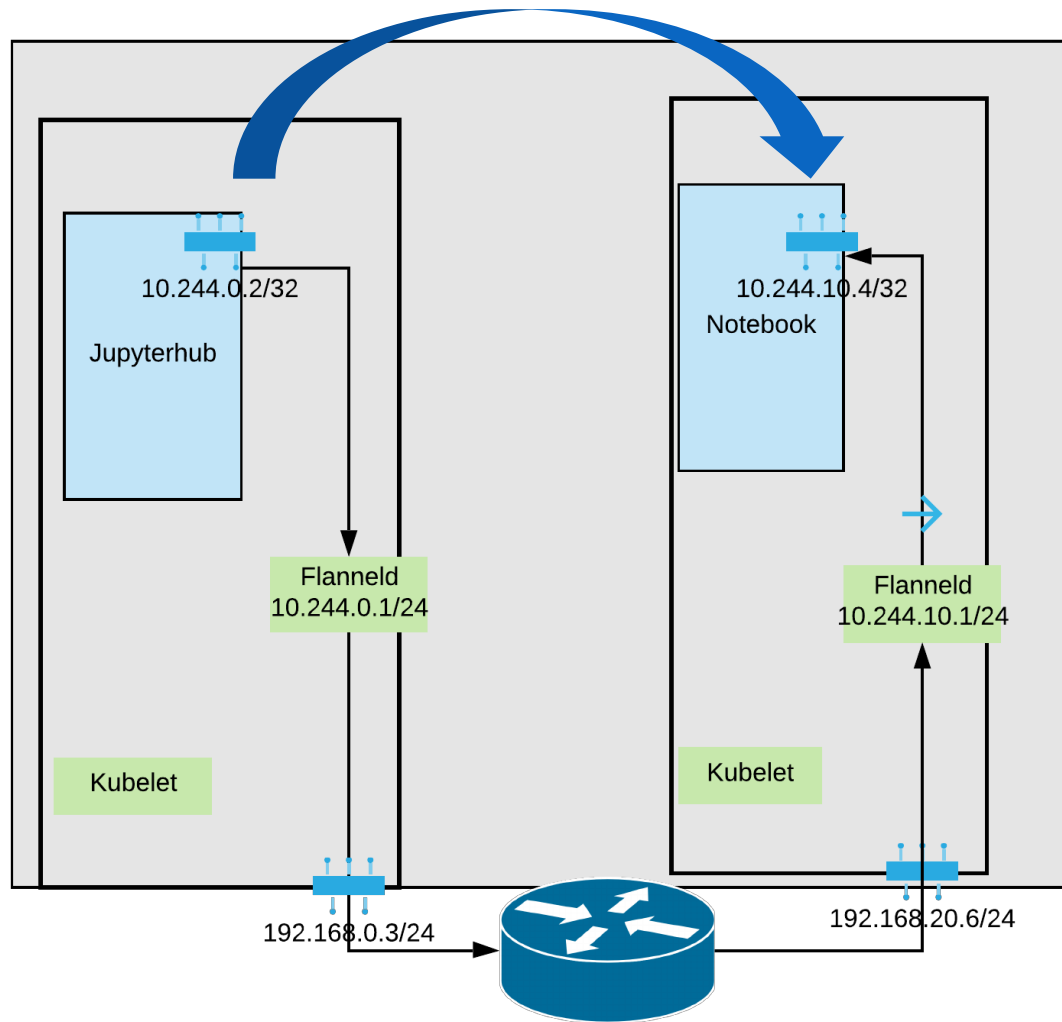 10.244.0.2/32
Jupyterhub
Flanneld
10.244.0.1/24
Kubelet
192.168.0.3/24
10.244.10.4/32
Notebook
Flanneld
10.244.10.1/24
Kubelet
192.168.20.6/24